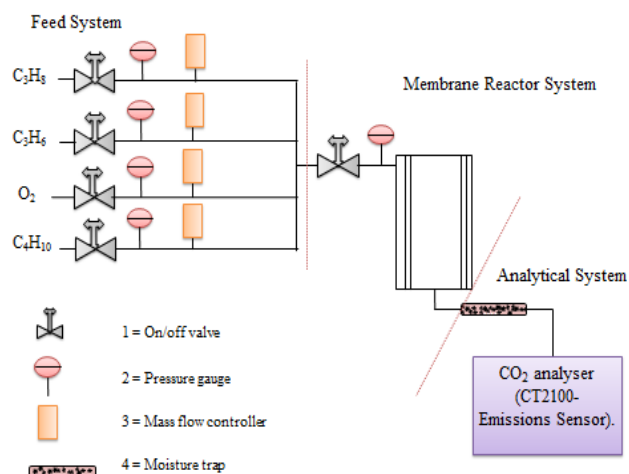 Feed System
C₃H₈
Membrane Reactor System
C₃H₆
O₂
C₄H₁₀
Analytical System
1 = On/off valve
2 = Pressure gauge
3 = Mass flow controller
4 = Moisture trap
CO₂ analyser
(CT2100-
Emissions Sensor).